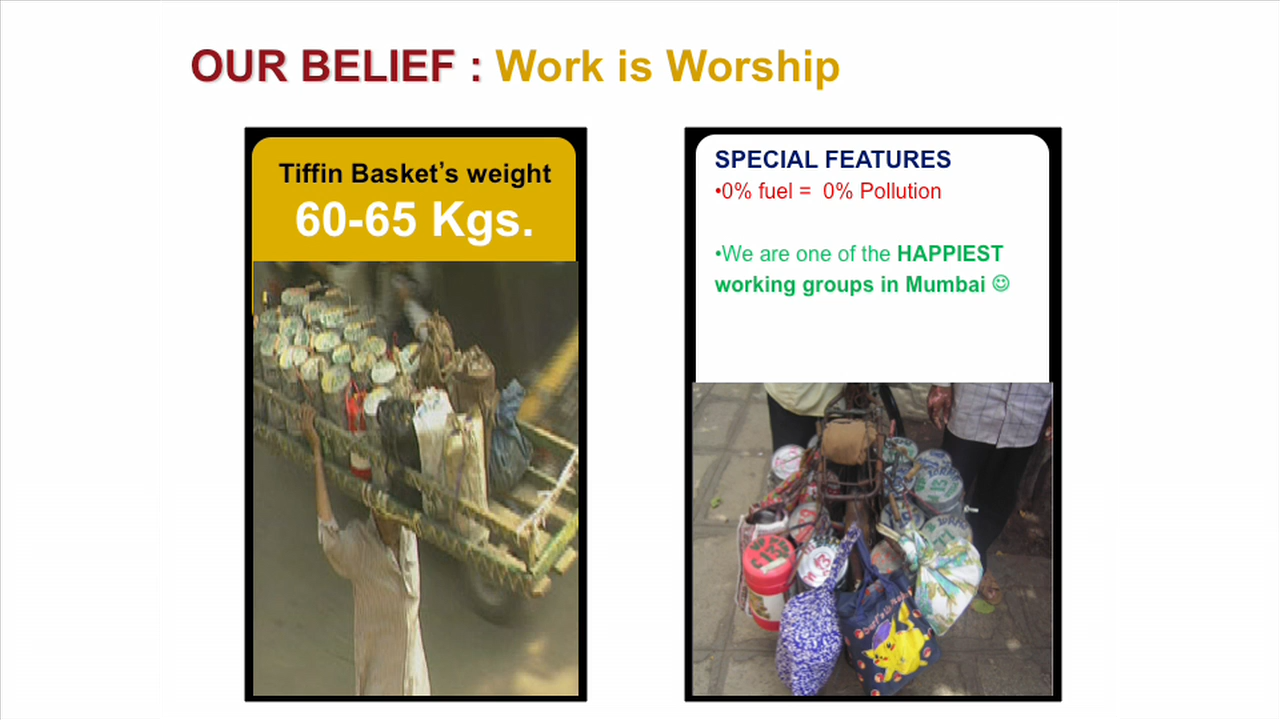 OUR BELIEF : Work is Worship
Tiffin Basket’s weight
60-65 Kgs.
SPECIAL FEATURES
•0% fuel = 0% Pollution
•We are one of the HAPPIEST
working groups in Mumbai ☺